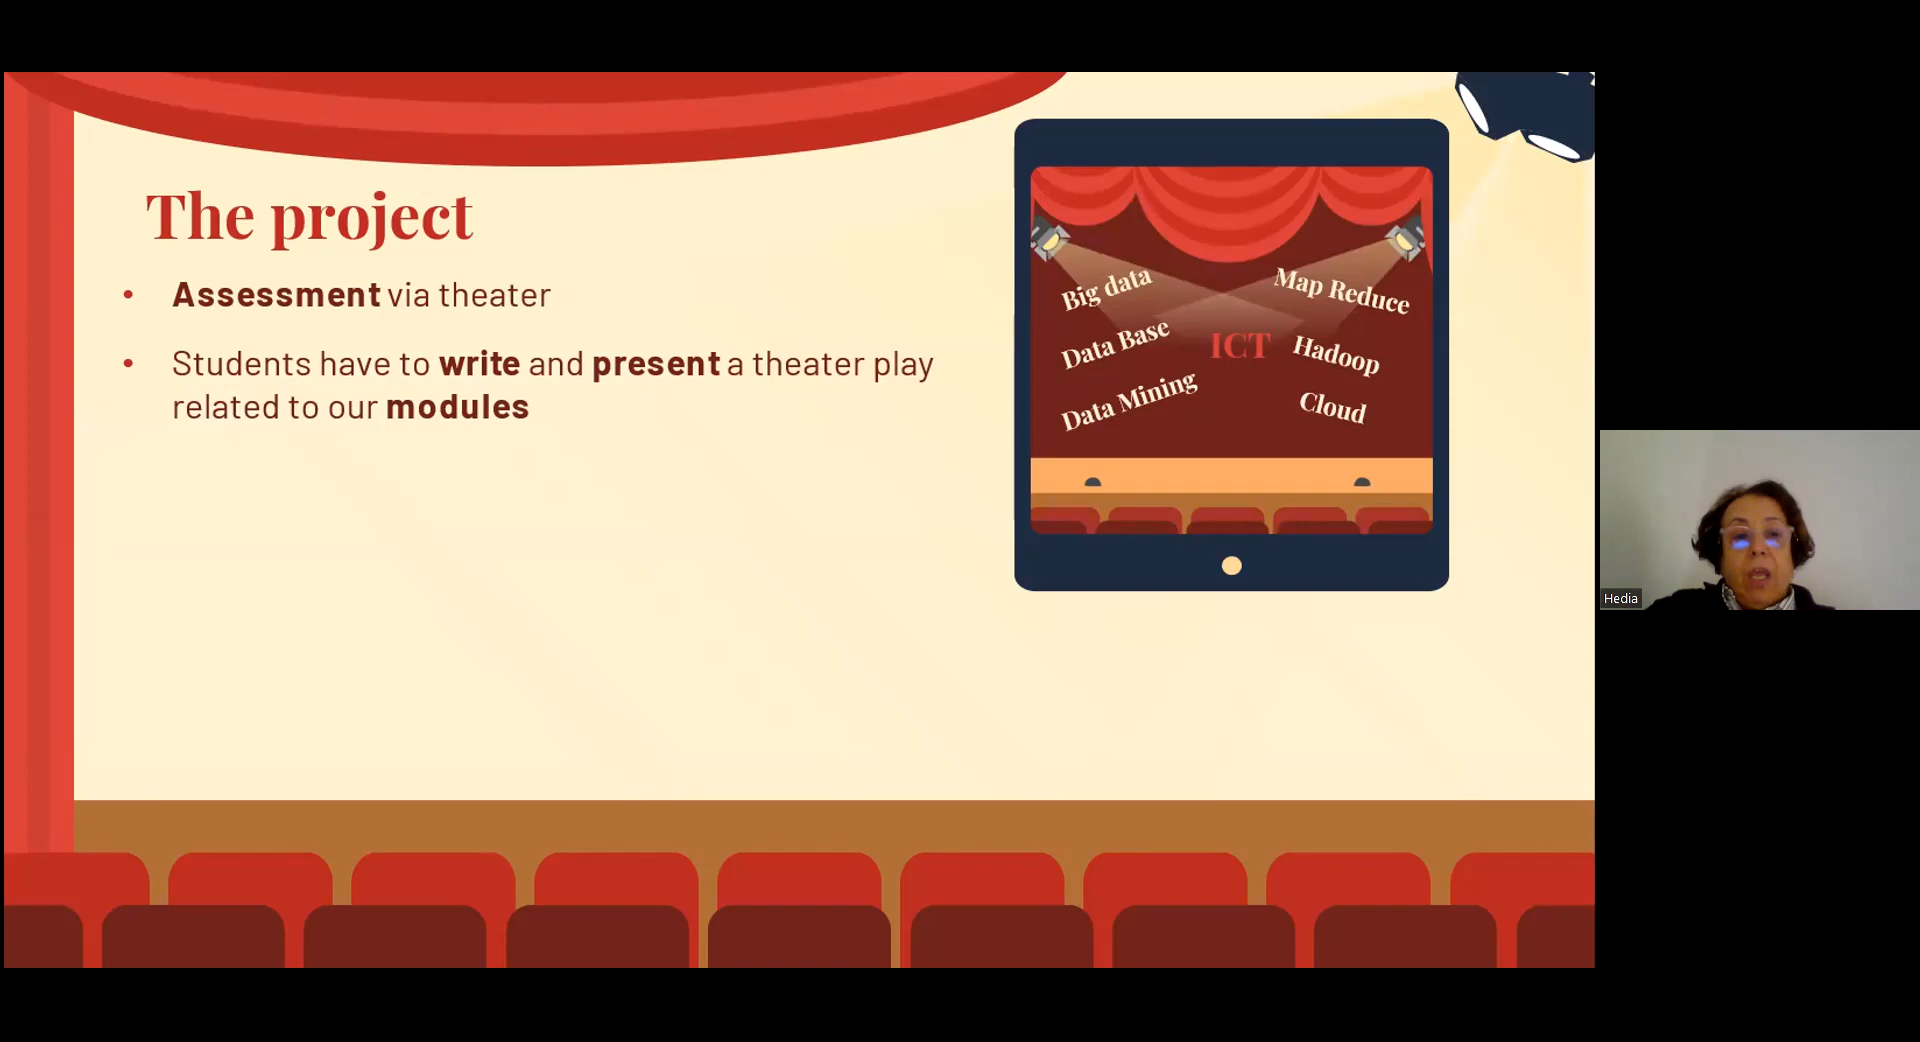 The project
• Assessment via theater
• Students have to write and present a theater play
related to our modules
Big data
Data Base
Data Mining
ICT
Map Reduce
Hadoop
Cloud
Hedia